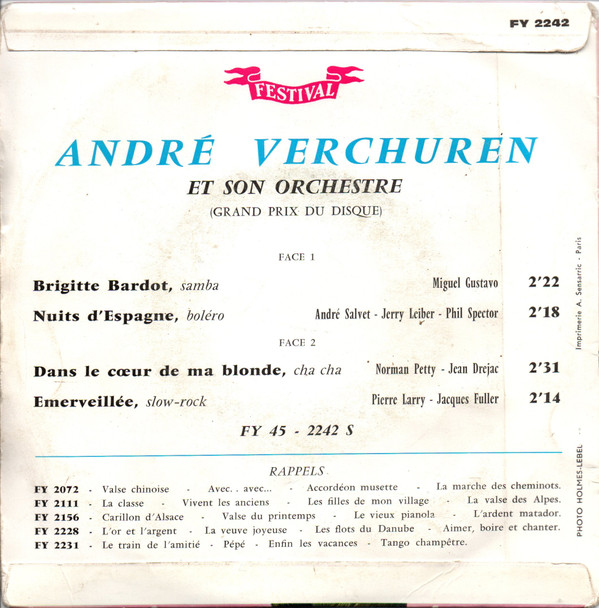 FY 2242
FESTIVAL
ANDRÉ VERCHUREN
ET SON ORCHESTRE
(GRAND PRIX DU DISQUE)
FACE 1
Brigitte Bardot, samba Miguel Gustavo 2'22
Nuits d'Espagne, boléro André Salvet - Jerry Leiber - Phil Spector 2'18
FACE 2
Dans le cœur de ma blonde, cha cha Norman Petty - Jean Drejac 2'31
Emerveillée, slow-rock Pierre Larry - Jacques Fuller 2'14
FY 45 - 2242 S
RAPPELS
FY 2072 - Valse chinoise - Avec. . avec... - Accordéon musette - La marche des cheminots.
FY 2111 - La classe - Vivent les anciens - Les filles de mon village - La valse des Alpes.
FY 2156 - Carillon d'Alsace - Valse du printemps - Le vieux pianola - L'ardent matador.
FY 2228 - L'or et l'argent - La veuve joyeuse - Les flots du Danube - Aimer, boire et chanter.
FY 2231 - Le train de l'amitié - Pépé - Enfin les vacances - Tango champêtre.
Imprimerie A. Sensarric - Paris
PHOTO HOLMES-LEBEL